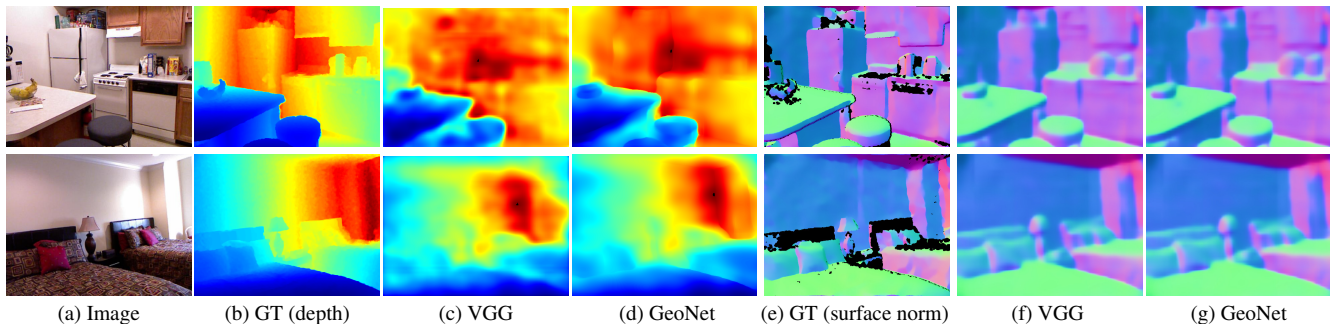 (a) Image (b) GT (depth) (c) VGG (d) GeoNet (e) GT (surface norm) (f) VGG (g) GeoNet